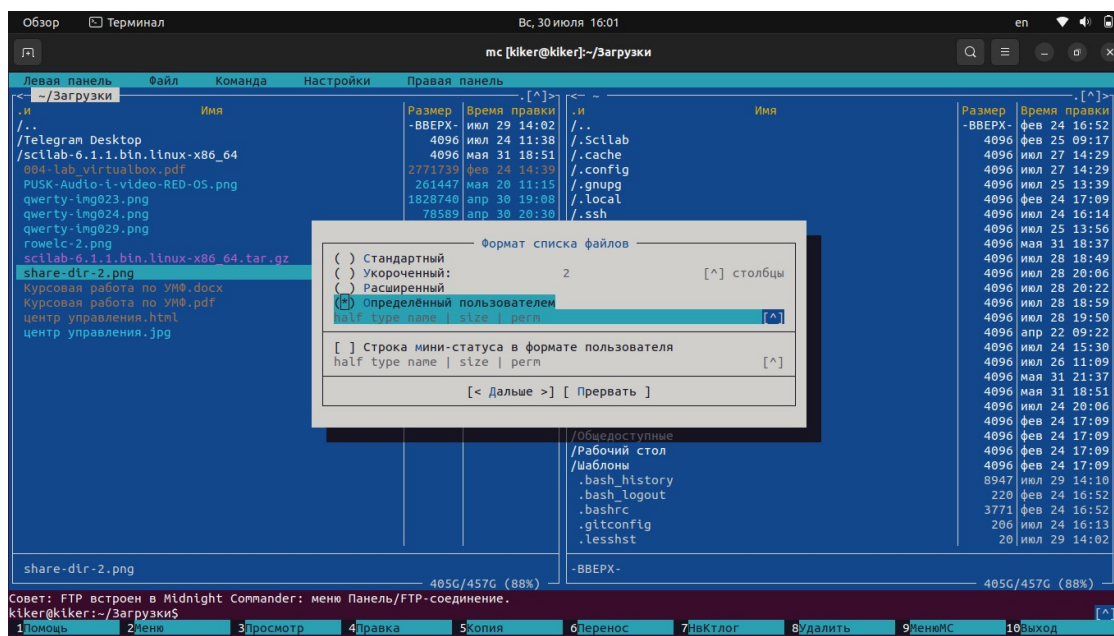 Обзор Терминал Вс, 30 июля 16:01 en
mc [kiker@kiker]:~/Загрузки
Левая панель Файл Команда Настройки Правая панель
<─ ~/Загрузки .[^]>
.и Имя Размер Время правки
/.. -ВВЕРХ- июл 29 14:02
/Telegram Desktop 4096 июл 24 11:38
/scilab-6.1.1.bin.linux-x86_64 4096 мая 31 18:51
004-lab_virtualbox.pdf 2771739 фев 24 14:39
PUSK-Audio-i-video-RED-OS.png 261447 мая 20 11:15
qwerty-img023.png 1828740 апр 30 19:08
qwerty-img024.png 78589 апр 30 20:30
qwerty-img029.png
rowelc-2.png
scilab-6.1.1.bin.linux-x86_64.tar.gz
share-dir-2.png
Курсовая работа по УМФ.docx
Курсовая работа по УМФ.pdf
центр управления.html
центр управления.jpg
share-dir-2.png
405G/457G (88%)
<─ ~ .[^]>
.и Имя Размер Время правки
/.. -ВВЕРХ- фев 24 16:52
/.Scilab 4096 фев 25 09:17
/.cache 4096 июл 27 14:29
/.config 4096 июл 27 14:29
/.gnupg 4096 июл 25 13:39
/.local 4096 фев 24 17:09
/.ssh 4096 июл 24 16:14
4096 июл 25 13:56
4096 мая 31 18:37
4096 июл 28 18:49
4096 июл 28 20:06
4096 июл 28 20:22
4096 июл 28 18:59
4096 июл 28 19:50
4096 апр 22 09:22
4096 июл 24 15:30
4096 июл 26 11:09
4096 мая 31 21:37
4096 мая 31 18:51
4096 июл 24 20:06
4096 фев 24 17:09
/Общедоступные 4096 фев 24 17:09
/Рабочий стол 4096 фев 24 17:09
/Шаблоны 4096 фев 24 17:09
.bash_history 8947 июл 29 14:10
.bash_logout 220 фев 24 16:52
.bashrc 3771 фев 24 16:52
.gitconfig 206 июл 24 16:13
.lesshst 20 июл 29 14:02
-ВВЕРХ-
405G/457G (88%)
Формат списка файлов
( ) Стандартный
( ) Укороченный: 2 [^] столбцы
( ) Расширенный
(*) Определённый пользователем
half type name | size | perm [^]
[ ] Строка мини-статуса в формате пользователя
half type name | size | perm [^]
[< Дальше >] [ Прервать ]
Совет: FTP встроен в Midnight Commander: меню Панель/FTP-соединение.
kiker@kiker:~/Загрузки$ [^]
1Помощь 2Меню 3Просмотр 4Правка 5Копия 6Перенос 7НвКтлог 8Удалить 9МенюMC 10Выход